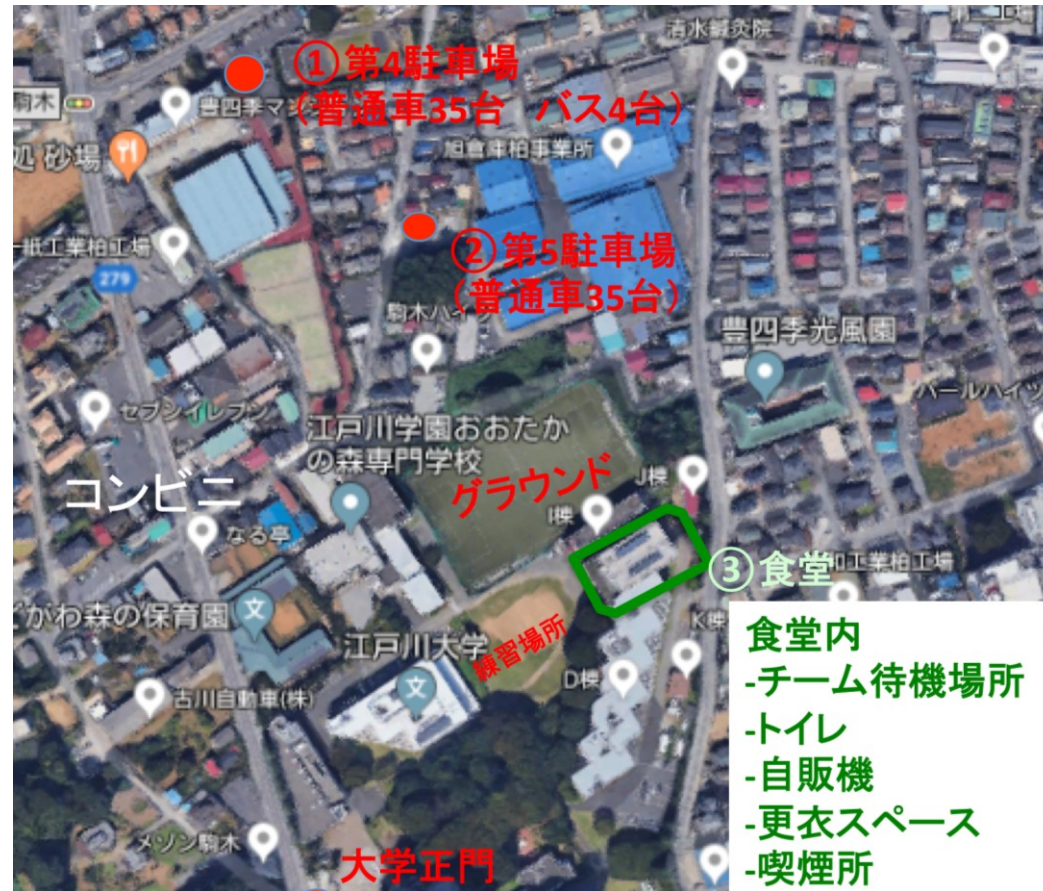 ①第4駐車場
（普通車35台　バス4台）
清水鍼灸院
駒木
豊四季マン
処 砂場
旭倉庫柏事業所
一紙工業柏工場
②第5駐車場
（普通車35台）
279
駒木ハイ
豊四季光風園
パールハイツ
セブンイレブン
江戸川学園おおたか
の森専門学校
コンビニ
グラウンド
J棟
I棟
なる亭
③食堂
和工業柏工場
どがわ森の保育園
文
江戸川大学
文
練習場所
K棟
D棟
古川自動車(株)
食堂内
-チーム待機場所
-トイレ
-自販機
-更衣スペース
-喫煙所
メゾン駒木
大学正門